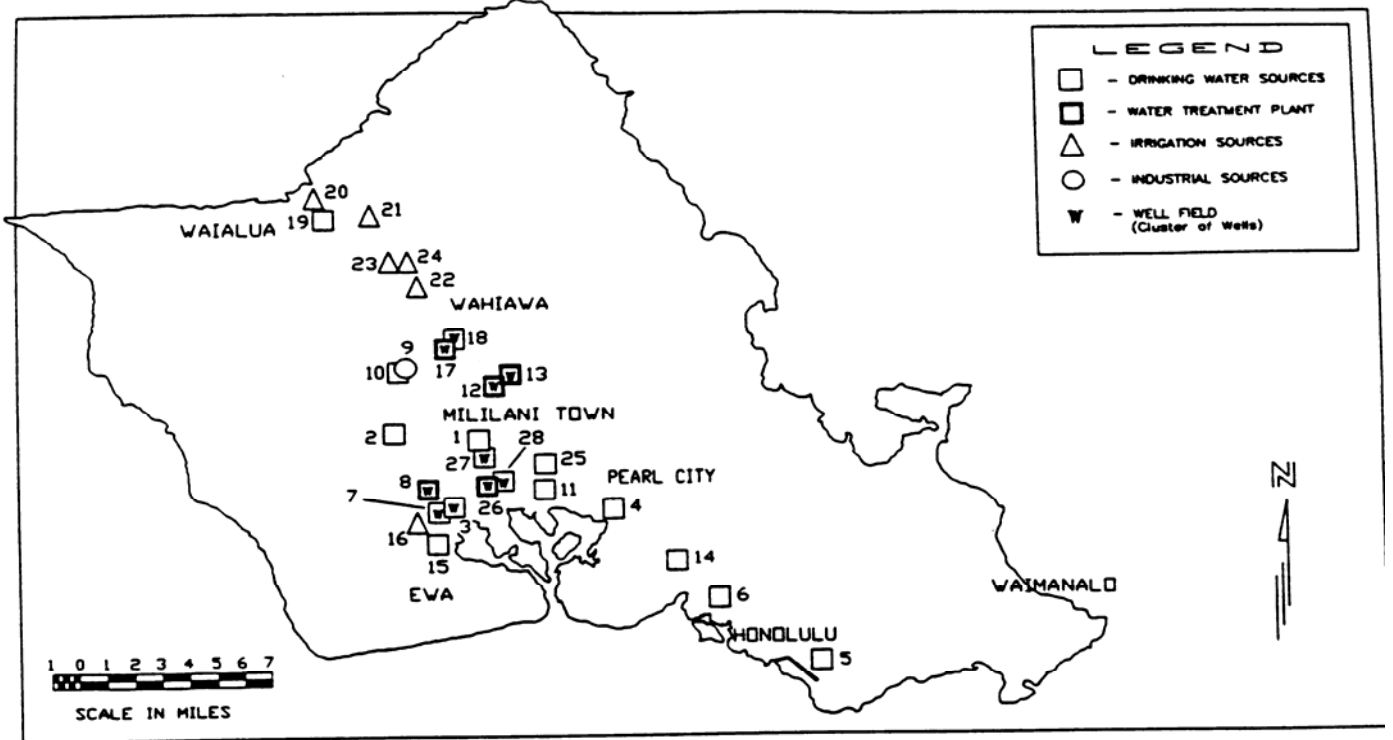 LEGEND
- DRINKING WATER SOURCES
- WATER TREATMENT PLANT
- IRRIGATION SOURCES
- INDUSTRIAL SOURCES
W - WELL FIELD
(Cluster of Wells)
20
19
21
WAIALUA
23
24
22
WAHIAWA
W 18
9
W
10
17
W 13
12 W
MILILANI TOWN
2
1
28
27 W
25
8
W W
PEARL CITY
W
11
7
26
W W
4
3
16
15
14
EWA
6
WAIMANALO
HONOLULU
5
N
1 0 1 2 3 4 5 6 7
SCALE IN MILES